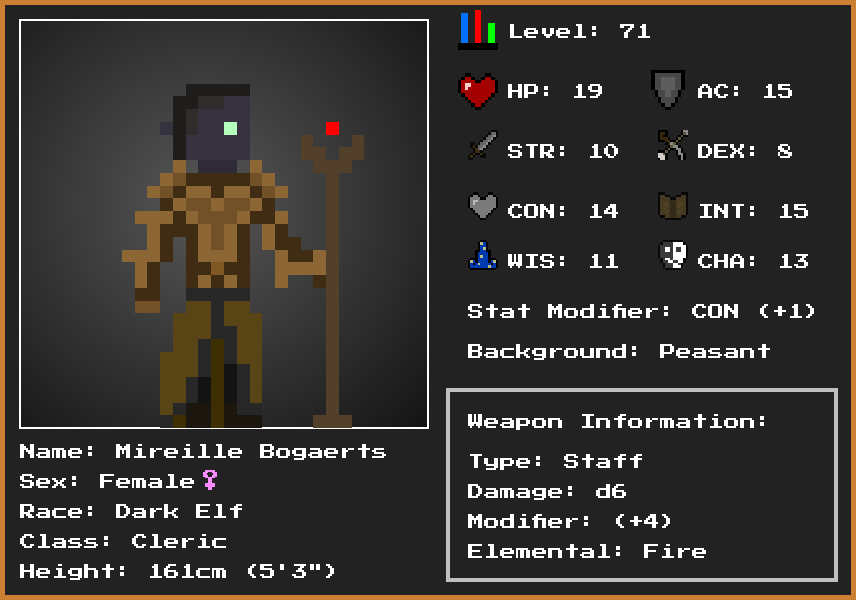 Level: 71
HP: 19 AC: 15
STR: 10 DEX: 8
CON: 14 INT: 15
WIS: 11 CHA: 13
Stat Modifier: CON (+1)
Background: Peasant
Weapon Information:
Type: Staff
Damage: d6
Modifier: (+4)
Elemental: Fire
Name: Mireille Bogaerts
Sex: Female♀
Race: Dark Elf
Class: Cleric
Height: 161cm (5'3")